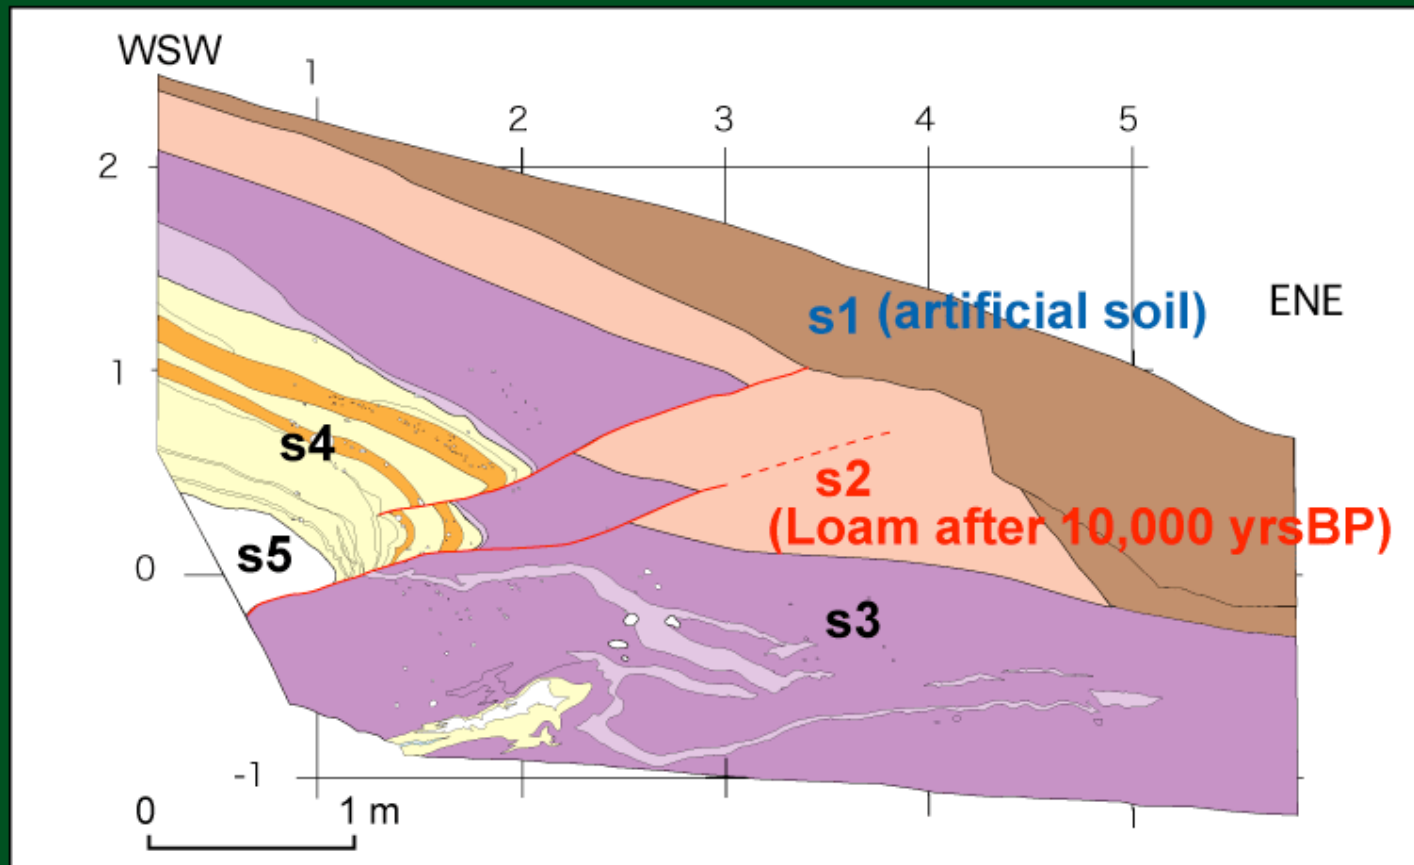 WSW
1
2
3
4
5
2
ENE
s1 (artificial soil)
1
s4
s2
(Loam after 10,000 yrsBP)
s5
0
s3
-1
0
1 m